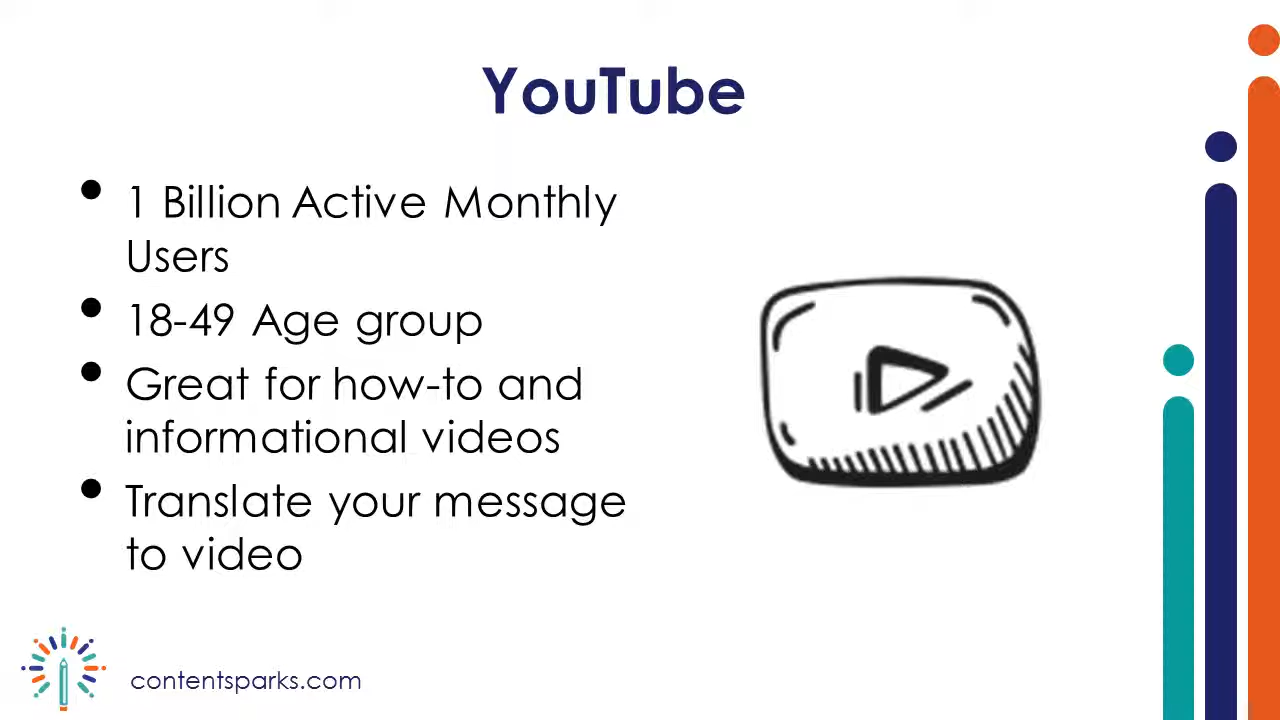 YouTube
• 1 Billion Active Monthly
Users
• 18-49 Age group
• Great for how-to and
informational videos
• Translate your message
to video
contentsparks.com